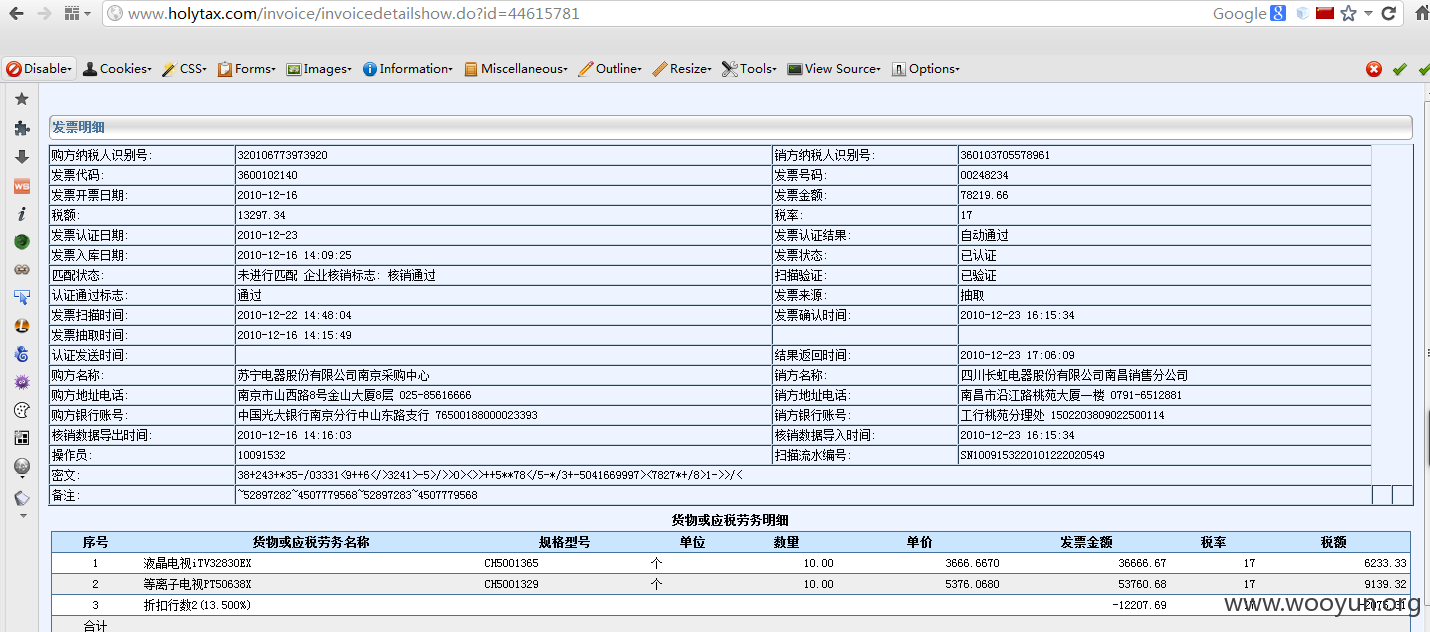 www.holytax.com/invoice/invoicedetailshow.do?id=44615781 Google 8
Disable Cookies CSS Forms Images Information Miscellaneous Outline Resize Tools View Source Options
发票明细
购方纳税人识别号: 320106773973920 销方纳税人识别号: 360103705578961
发票代码: 3600102140 发票号码: 00248234
发票开票日期: 2010-12-16 发票金额: 78219.66
税额: 13297.34 税率: 17
发票认证日期: 2010-12-23 发票认证结果: 自动通过
发票入库日期: 2010-12-16 14:09:25 发票状态: 已认证
匹配状态: 未进行匹配 企业核销标志: 核销通过 扫描验证: 已验证
认证通过标志: 通过 发票来源: 抽取
发票扫描时间: 2010-12-22 14:48:04 发票确认时间: 2010-12-23 16:15:34
发票抽取时间: 2010-12-16 14:15:49
认证发送时间: 结果返回时间: 2010-12-23 17:06:09
购方名称: 苏宁电器股份有限公司南京采购中心 销方名称: 四川长虹电器股份有限公司南昌销售分公司
购方地址电话: 南京市山西路8号金山大厦8层 025-85616666 销方地址电话: 南昌市沿江路桃苑大厦一楼 0791-6512881
购方银行账号: 中国光大银行南京分行中山东路支行 76500188000023393 销方银行账号: 工行桃苑分理处 1502203809022500114
核销数据导出时间: 2010-12-16 14:16:03 核销数据导入时间: 2010-12-23 16:15:34
操作员: 10091532 扫描流水编号: SN1009153220101222020549
密文: 38+243+*35-/03331<9++6</>3241>-5>/>>0><>>++5**78</5-*/3+-5041669997><7827*+/8>1->>/<
备注: ~52897282~4507779568~52897283~4507779568
货物或应税劳务明细
序号 货物或应税劳务名称 规格型号 单位 数量 单价 发票金额 税率 税额
1 液晶电视iTV32830EX CH5001365 个 10.00 3666.6670 36666.67 17 6233.33
2 等离子电视PT50638X CH5001329 个 10.00 5376.0680 53760.68 17 9139.32
3 折扣行数2(13.500%) -12207.69
www.wooyun.org
合计